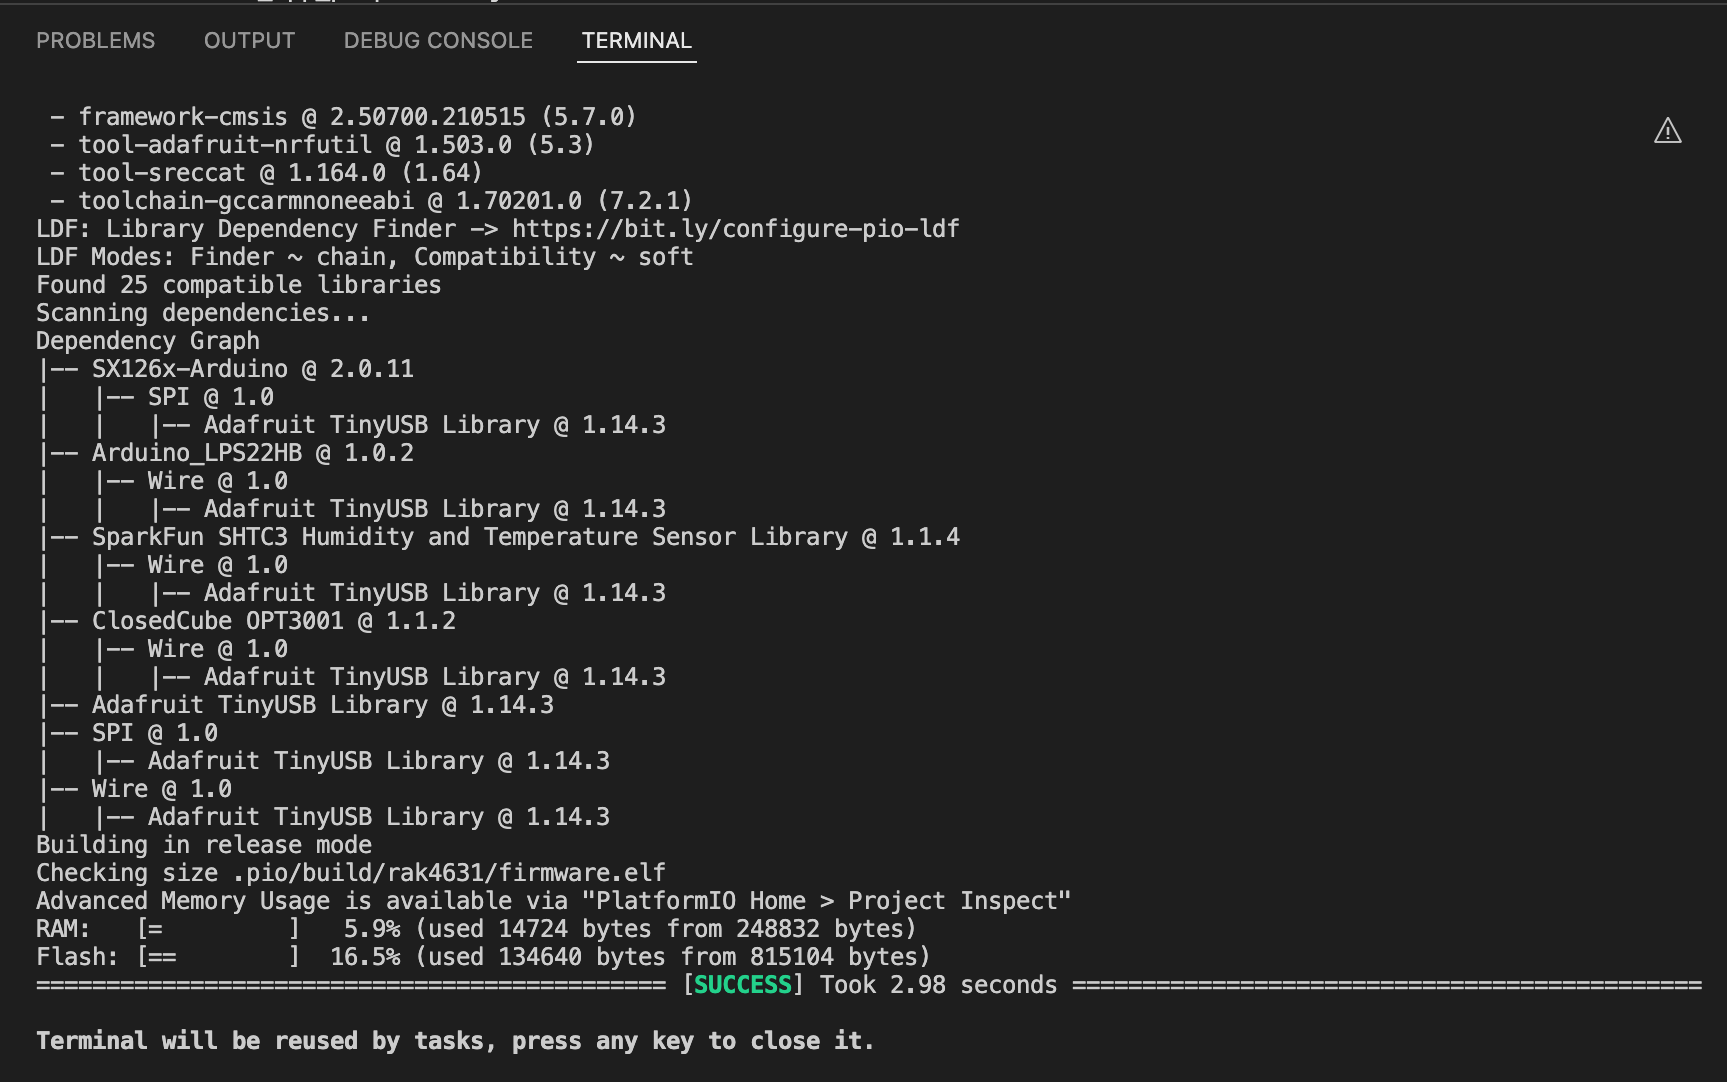 PROBLEMS OUTPUT DEBUG CONSOLE TERMINAL
- framework-cmsis @ 2.50700.210515 (5.7.0)
- tool-adafruit-nrfutil @ 1.503.0 (5.3)
- tool-sreccat @ 1.164.0 (1.64)
- toolchain-gccarmnoneeabi @ 1.70201.0 (7.2.1)
LDF: Library Dependency Finder -> https://bit.ly/configure-pio-ldf
LDF Modes: Finder ~ chain, Compatibility ~ soft
Found 25 compatible libraries
Scanning dependencies...
Dependency Graph
|-- SX126x-Arduino @ 2.0.11
|   |-- SPI @ 1.0
|   |   |-- Adafruit TinyUSB Library @ 1.14.3
|-- Arduino_LPS22HB @ 1.0.2
|   |-- Wire @ 1.0
|   |   |-- Adafruit TinyUSB Library @ 1.14.3
|-- SparkFun SHTC3 Humidity and Temperature Sensor Library @ 1.1.4
|   |-- Wire @ 1.0
|   |   |-- Adafruit TinyUSB Library @ 1.14.3
|-- ClosedCube OPT3001 @ 1.1.2
|   |-- Wire @ 1.0
|   |   |-- Adafruit TinyUSB Library @ 1.14.3
|-- Adafruit TinyUSB Library @ 1.14.3
|-- SPI @ 1.0
|   |-- Adafruit TinyUSB Library @ 1.14.3
|-- Wire @ 1.0
|   |-- Adafruit TinyUSB Library @ 1.14.3
Building in release mode
Checking size .pio/build/rak4631/firmware.elf
Advanced Memory Usage is available via "PlatformIO Home > Project Inspect"
RAM:   [=         ]   5.9% (used 14724 bytes from 248832 bytes)
Flash: [==        ]  16.5% (used 134640 bytes from 815104 bytes)
============================================= [SUCCESS] Took 2.98 seconds =============================================
Terminal will be reused by tasks, press any key to close it.